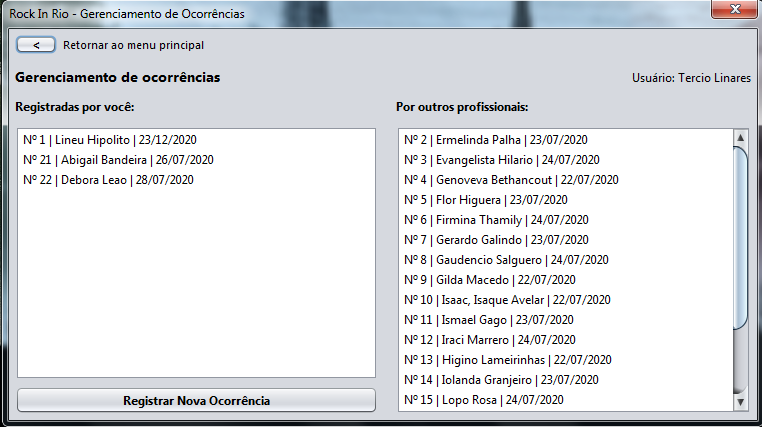 Rock In Rio - Gerenciamento de Ocorrências
< Retornar ao menu principal
Gerenciamento de ocorrências
Usuário: Tercio Linares
Registradas por você:
Nº 1 | Lineu Hipolito | 23/12/2020
Nº 21 | Abigail Bandeira | 26/07/2020
Nº 22 | Debora Leao | 28/07/2020
Registrar Nova Ocorrência
Por outros profissionais:
Nº 2 | Ermelinda Palha | 23/07/2020
Nº 3 | Evangelista Hilario | 24/07/2020
Nº 4 | Genoveva Bethancout | 22/07/2020
Nº 5 | Flor Higuera | 23/07/2020
Nº 6 | Firmina Thamily | 24/07/2020
Nº 7 | Gerardo Galindo | 23/07/2020
Nº 8 | Gaudencio Salguero | 24/07/2020
Nº 9 | Gilda Macedo | 22/07/2020
Nº 10 | Isaac, Isaque Avelar | 22/07/2020
Nº 11 | Ismael Gago | 23/07/2020
Nº 12 | Iraci Marrero | 24/07/2020
Nº 13 | Higino Lameirinhas | 22/07/2020
Nº 14 | Iolanda Granjeiro | 23/07/2020
Nº 15 | Lopo Rosa | 24/07/2020